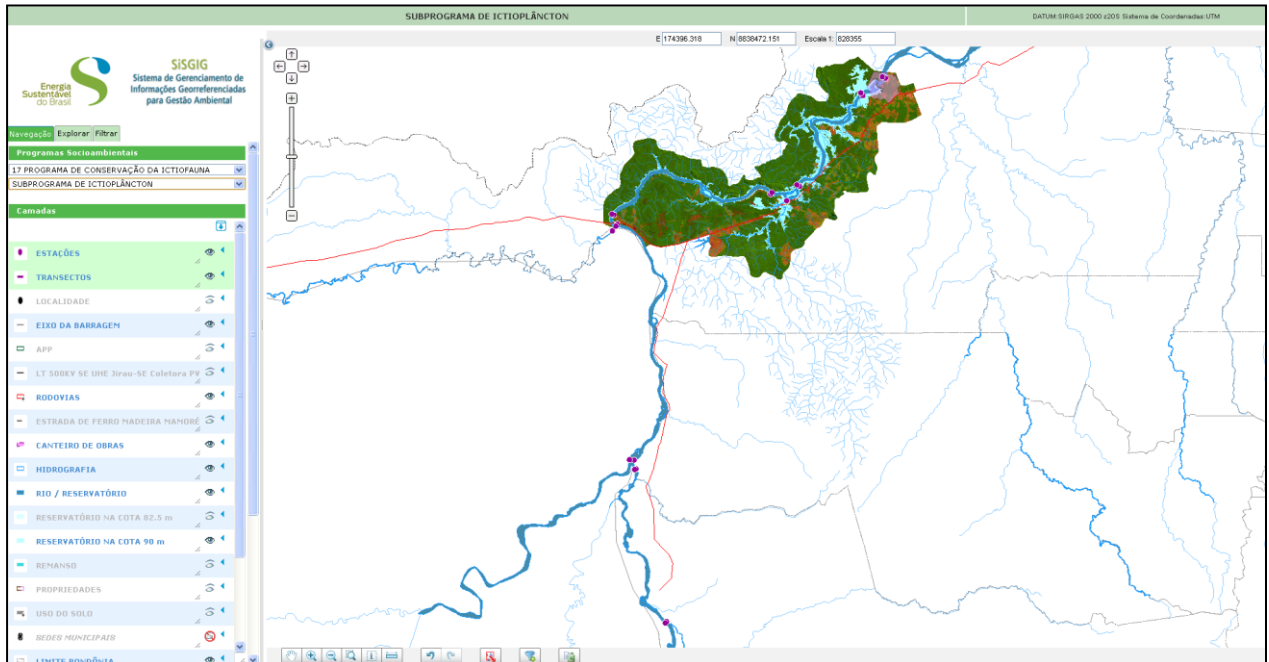 SUBPROGRAMA DE ICTIOPLÂNCTON
DATUM:SIRGAS 2000 z20S Sistema de Coordenadas:UTM
E 174396.318 N 8838472.151 Escala 1: 828355
Energia
Sustentável
do Brasil
SiSGIG
Sistema de Gerenciamento de
Informações Georreferenciadas
para Gestão Ambiental
Navegação Explorar Filtrar
Programas Socioambientais
17 PROGRAMA DE CONSERVAÇÃO DA ICTIOFAUNA
SUBPROGRAMA DE ICTIOPLÂNCTON
Camadas
ESTAÇÕES
TRANSECTOS
LOCALIDADE
EIXO DA BARRAGEM
APP
LT 500KV SE UHE Jirau-SE Coletora PV
RODOVIAS
ESTRADA DE FERRO MADEIRA MAMORÉ
CANTEIRO DE OBRAS
HIDROGRAFIA
RIO / RESERVATÓRIO
RESERVATÓRIO NA COTA 82.5 m
RESERVATÓRIO NA COTA 90 m
REMANSO
PROPRIEDADES
USO DO SOLO
SEDES MUNICIPAIS
LIMITE RONDÔNIA